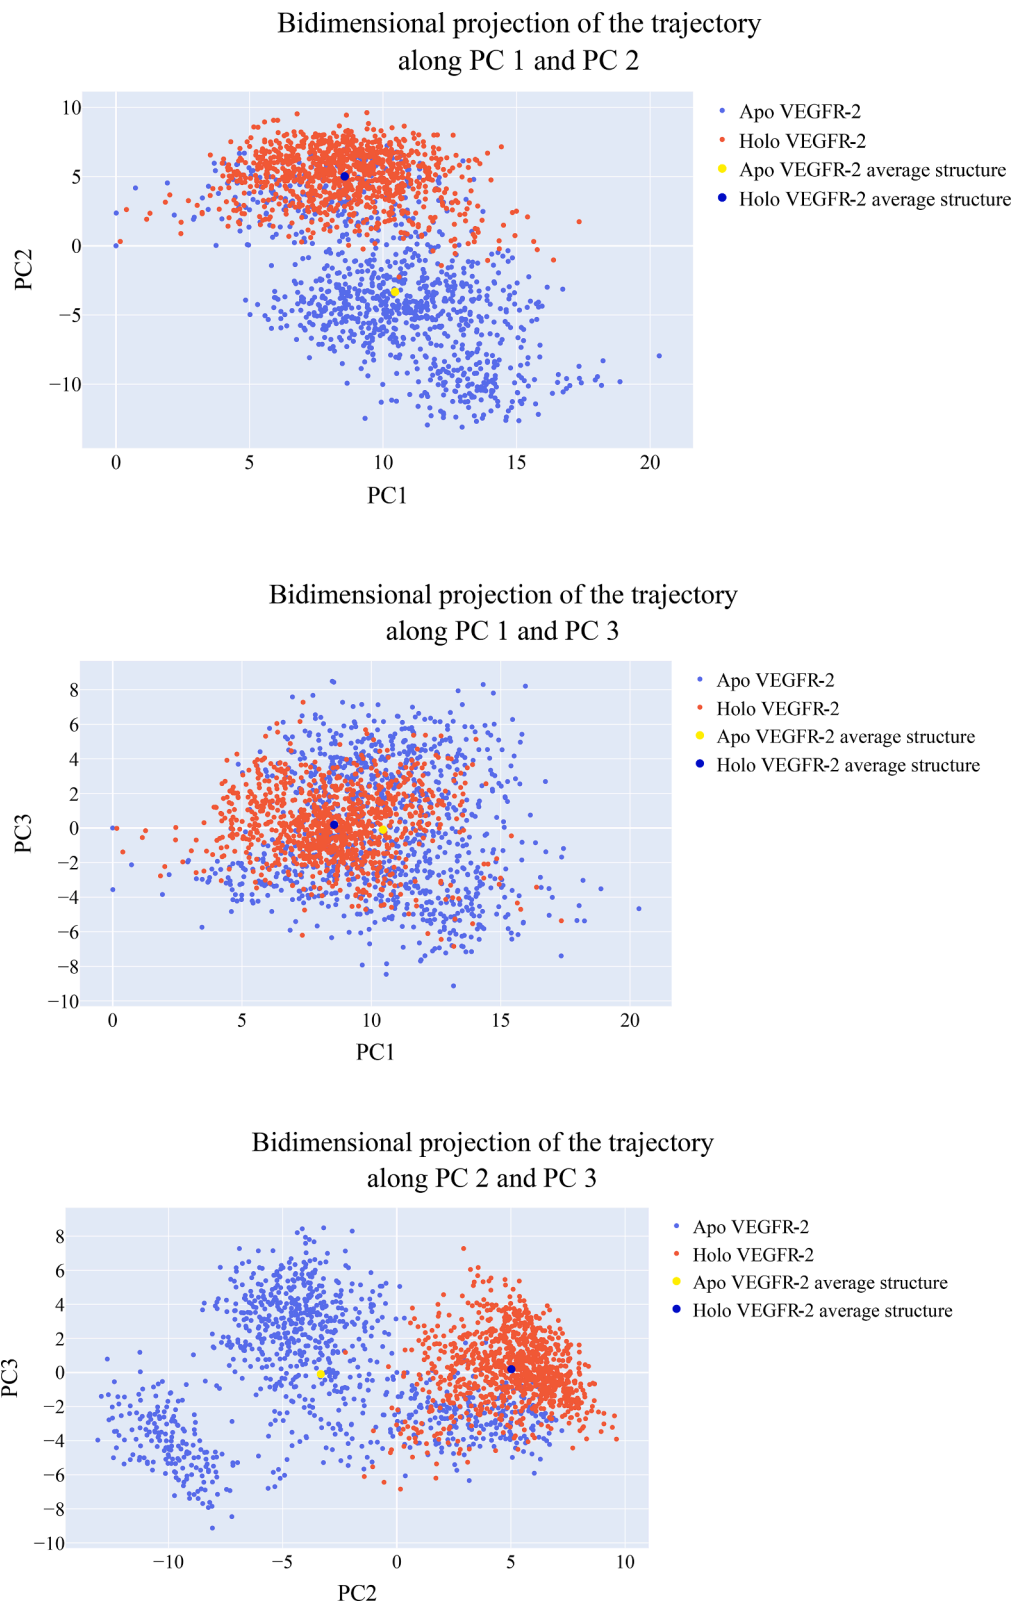 Bidimensional projection of the trajectory
along PC 1 and PC 2
10
5
0
−5
−10
PC2
0 5 10 15 20
PC1
Apo VEGFR-2
Holo VEGFR-2
Apo VEGFR-2 average structure
Holo VEGFR-2 average structure
Bidimensional projection of the trajectory
along PC 1 and PC 3
8
6
4
2
0
−2
−4
−6
−8
−10
PC3
0 5 10 15 20
PC1
Apo VEGFR-2
Holo VEGFR-2
Apo VEGFR-2 average structure
Holo VEGFR-2 average structure
Bidimensional projection of the trajectory
along PC 2 and PC 3
8
6
4
2
0
−2
−4
−6
−8
−10
PC3
−10 −5 0 5 10
PC2
Apo VEGFR-2
Holo VEGFR-2
Apo VEGFR-2 average structure
Holo VEGFR-2 average structure